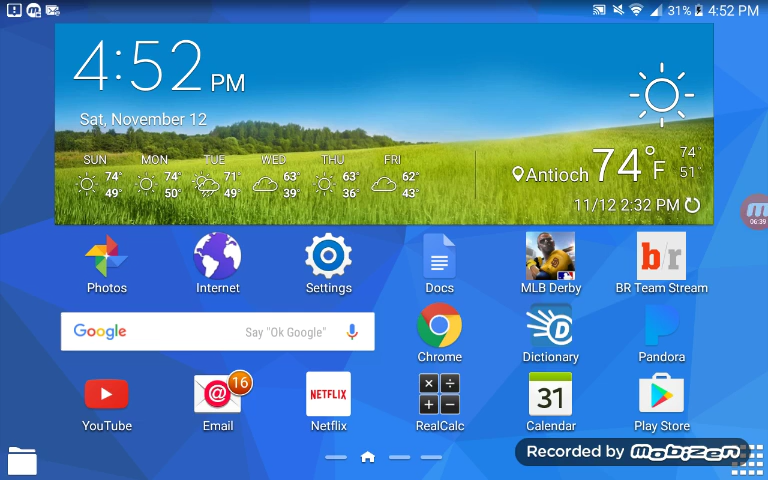 31% 4:52 PM
4:52 PM
Sat, November 12
SUN MON TUE WED THU FRI
74° 74° 71° 63° 63° 62°
49° 50° 49° 39° 36° 43°
Antioch 74°F 74° 51°
11/12 2:32 PM
06:39
Photos Internet Settings Docs MLB Derby BR Team Stream
b/r
Google Say "Ok Google"
Chrome Dictionary Pandora
16
@
NETFLIX
31
YouTube Email Netflix RealCalc Calendar Play Store
Recorded by Mobizen